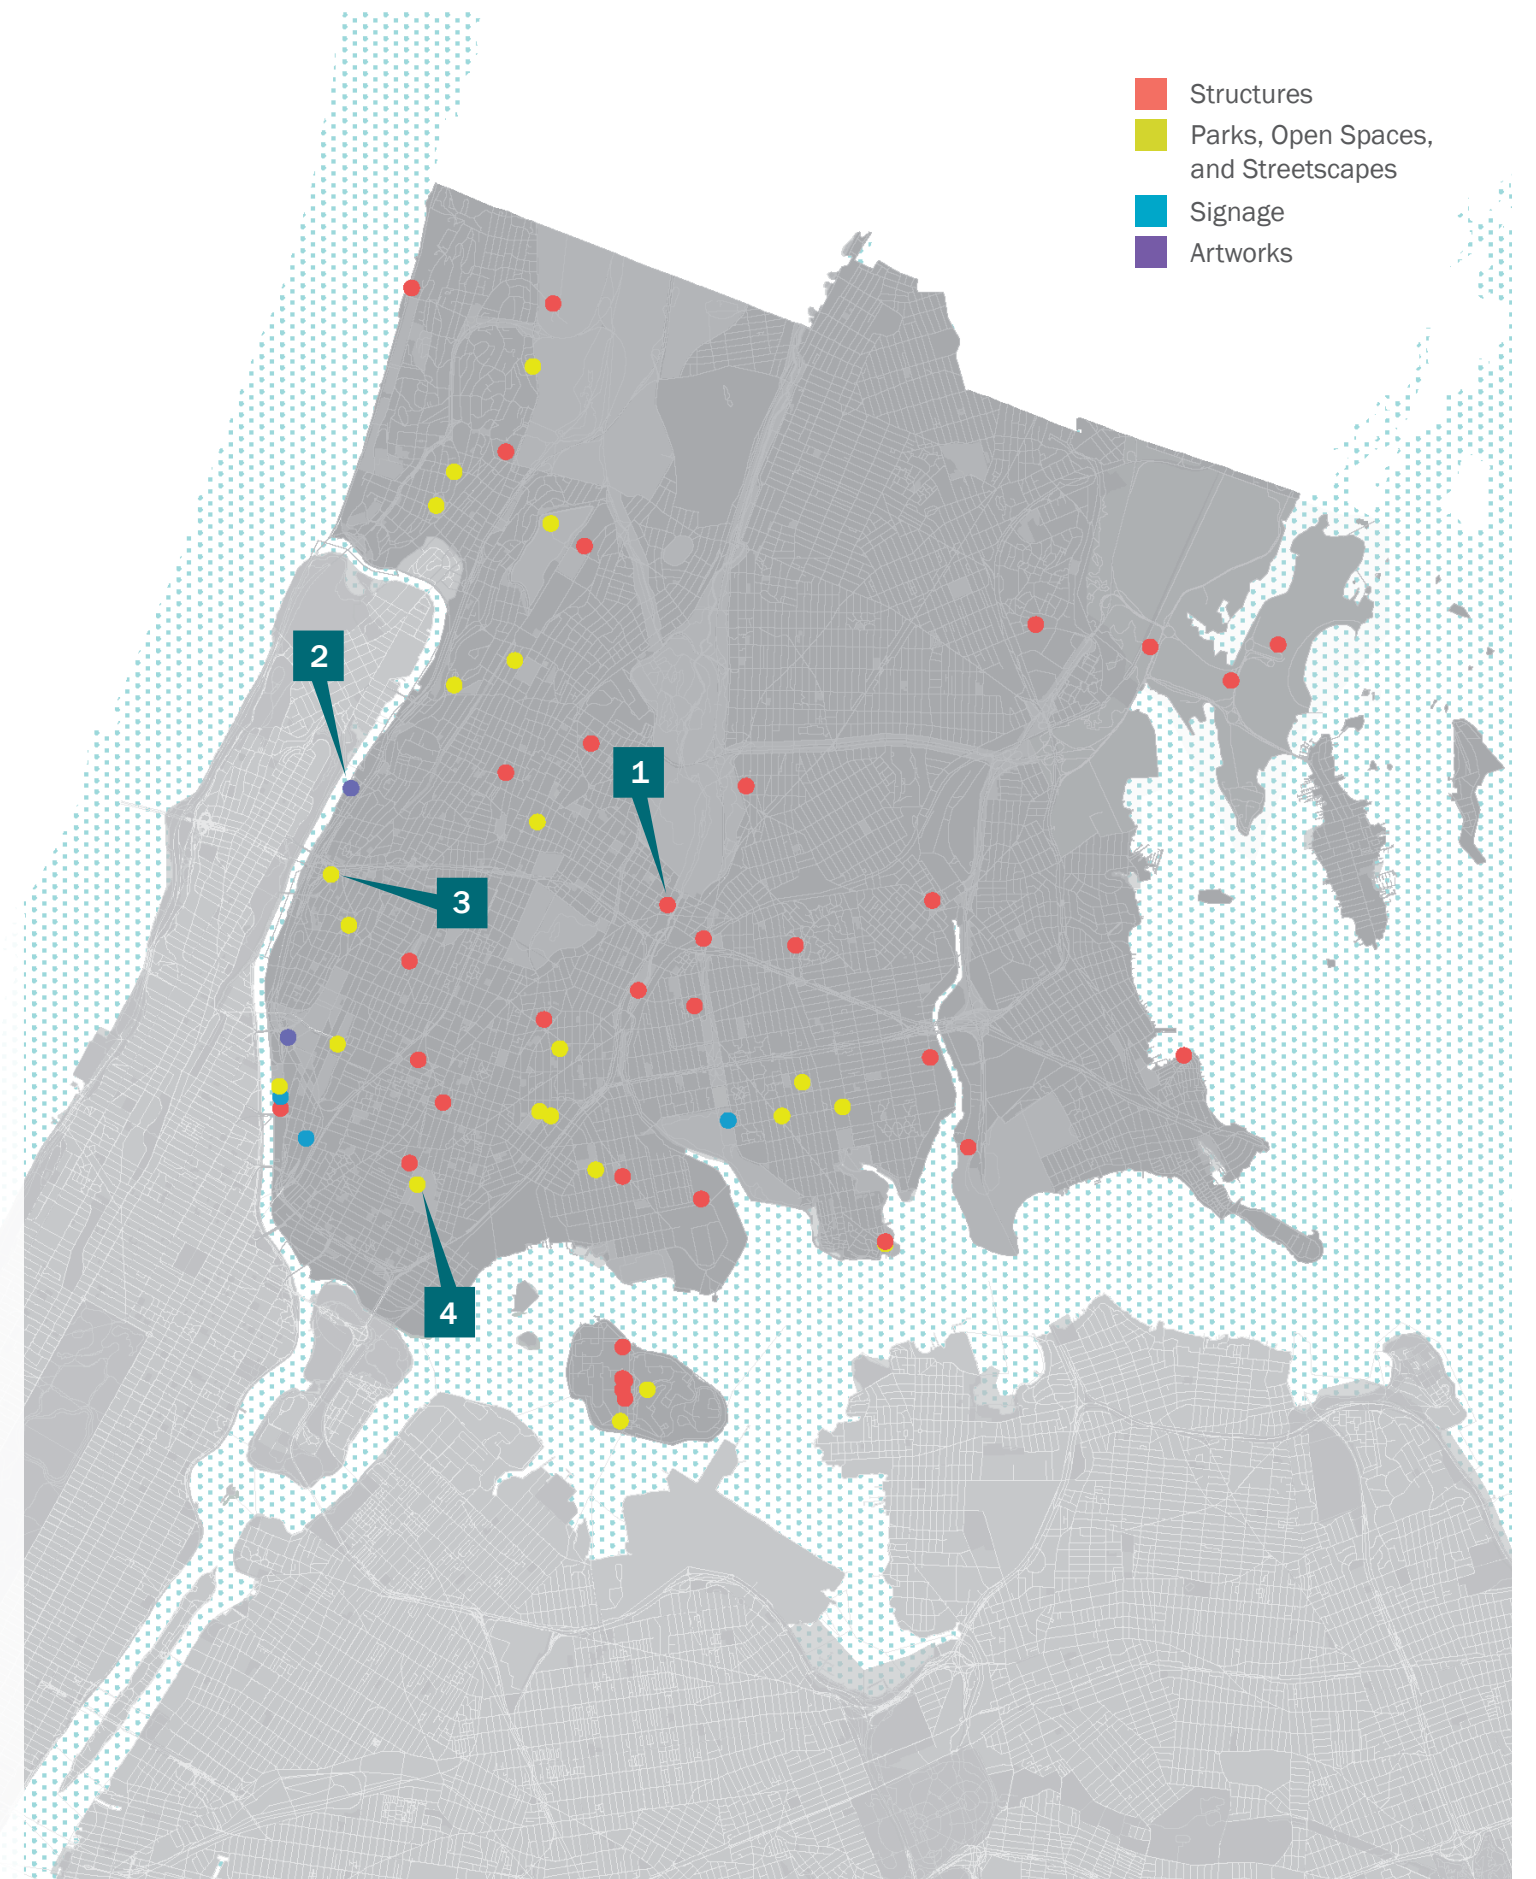 Structures
Parks, Open Spaces,
and Streetscapes
Signage
Artworks
2
1
3
4